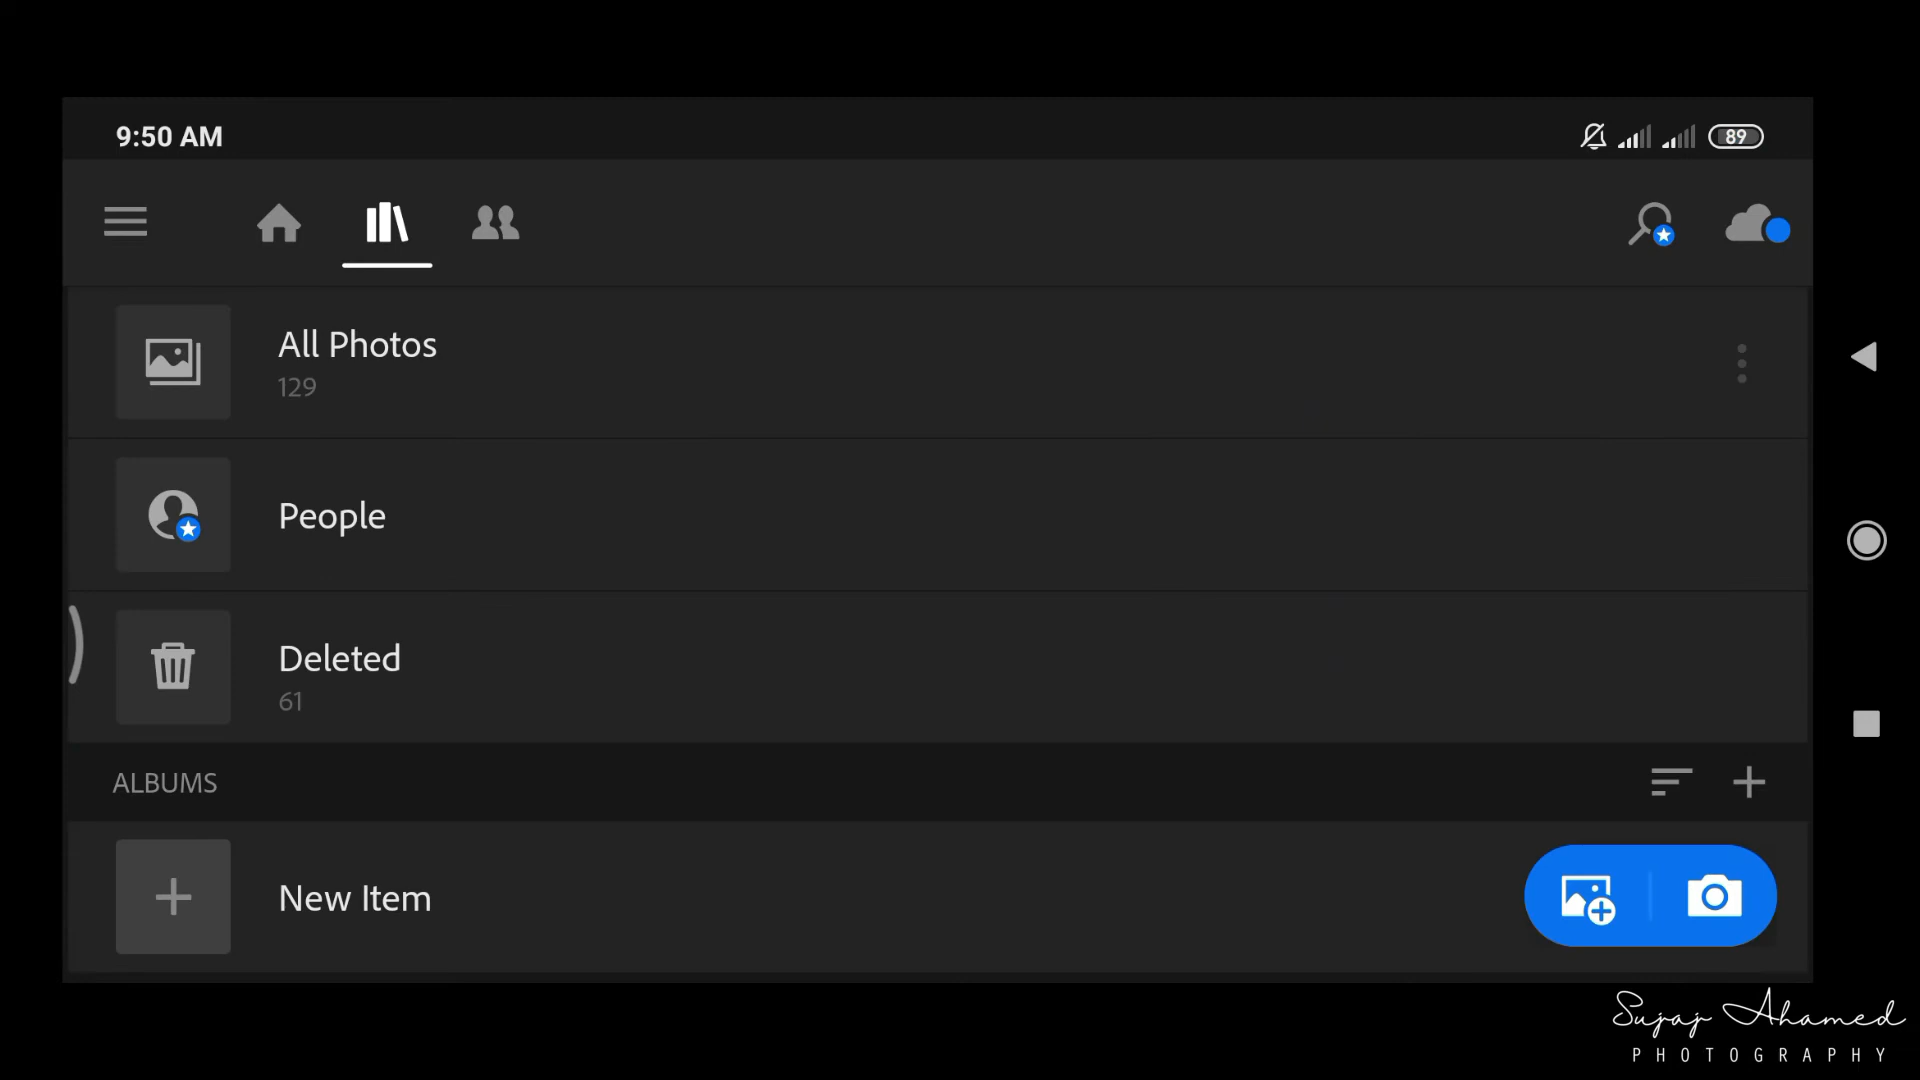 9:50 AM
89
All Photos
129
People
Deleted
61
ALBUMS
New Item
Sujaj Ahamed
PHOTOGRAPHY